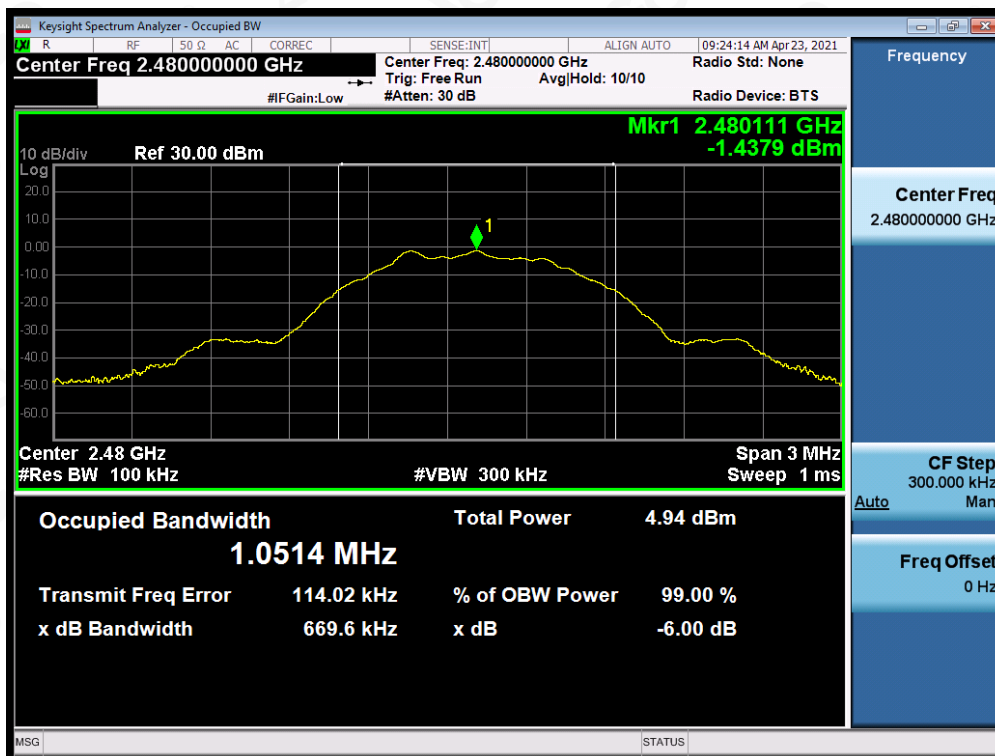 Keysight Spectrum Analyzer - Occupied BW
LXI R RF 50 Ω AC CORREC SENSE:INT ALIGN AUTO 09:24:14 AM Apr 23, 2021
Center Freq 2.480000000 GHz
Center Freq: 2.480000000 GHz Radio Std: None
Trig: Free Run Avg|Hold: 10/10
#IFGain:Low #Atten: 30 dB Radio Device: BTS
Mkr1 2.480111 GHz
-1.4379 dBm
10 dB/div Ref 30.00 dBm
Log
20.0
10.0
0.00
-10.0
-20.0
-30.0
-40.0
-50.0
-60.0
1
Center 2.48 GHz Span 3 MHz
#Res BW 100 kHz #VBW 300 kHz Sweep 1 ms
Occupied Bandwidth Total Power 4.94 dBm
1.0514 MHz
Transmit Freq Error 114.02 kHz % of OBW Power 99.00 %
x dB Bandwidth 669.6 kHz x dB -6.00 dB
MSG STATUS
Frequency
Center Freq
2.480000000 GHz
CF Step
300.000 kHz
Auto Man
Freq Offset
0 Hz